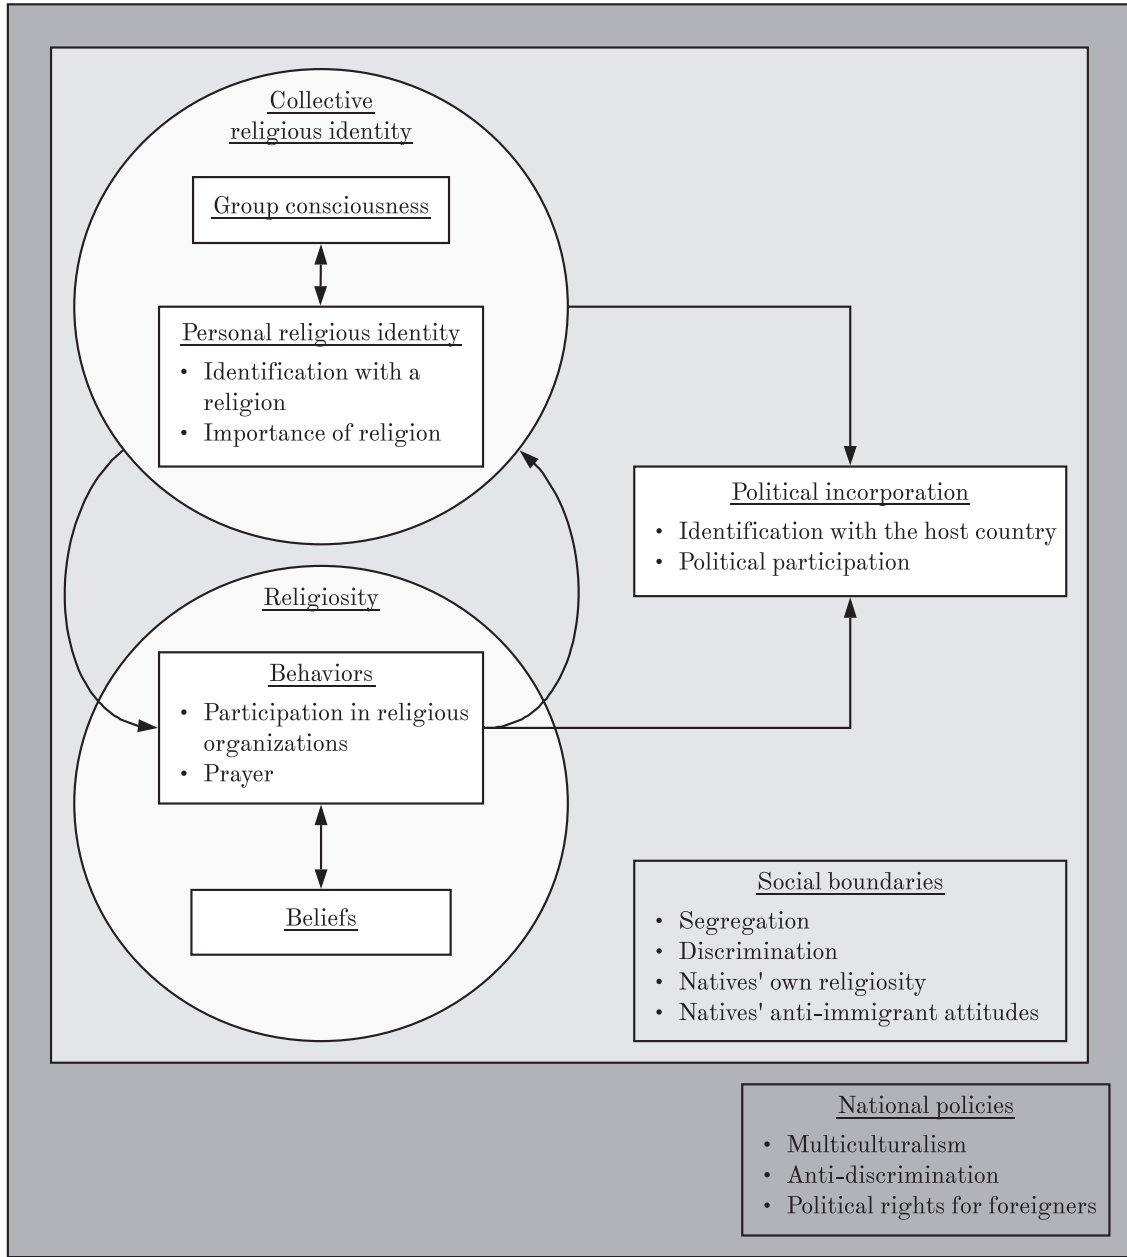 Collective
religious identity
Group consciousness
Personal religious identity
• Identification with a
religion
• Importance of religion
Political incorporation
• Identification with the host country
• Political participation
Religiosity
Behaviors
• Participation in religious
organizations
• Prayer
Beliefs
Social boundaries
• Segregation
• Discrimination
• Natives' own religiosity
• Natives' anti-immigrant attitudes
National policies
• Multiculturalism
• Anti-discrimination
• Political rights for foreigners